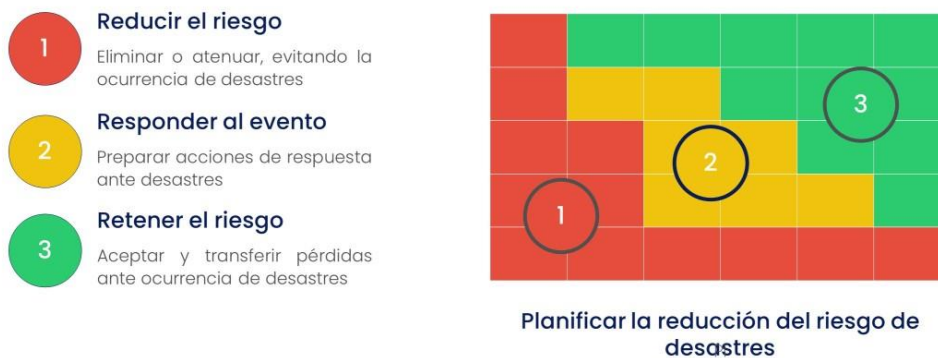 1
Reducir el riesgo
Eliminar o atenuar, evitando la
ocurrencia de desastres
2
Responder al evento
Preparar acciones de respuesta
ante desastres
3
Retener el riesgo
Aceptar y transferir pérdidas
ante ocurrencia de desastres
3
2
1
Planificar la reducción del riesgo de
desastres